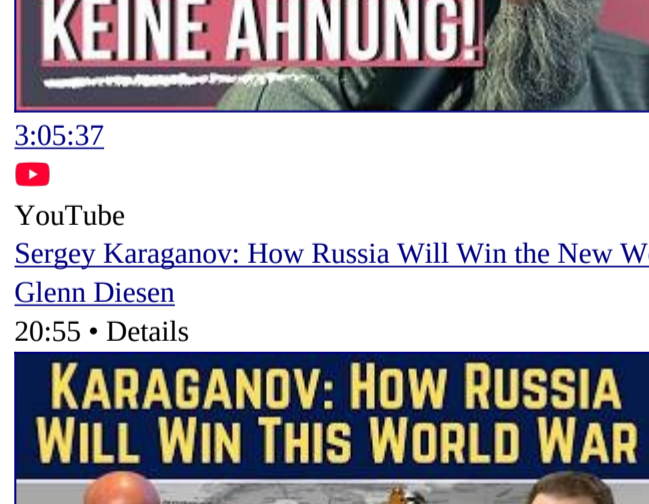 KEINE AHNUNG!
3:05:37
YouTube
Sergey Karaganov: How Russia Will Win the New
Glenn Diesen
20:55 • Details
KARAGANOV: HOW RUSSIA
WILL WIN THIS WORLD WAR